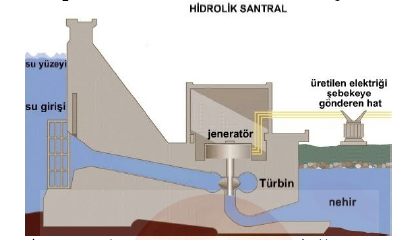 HİDROLİK SANTRAL
su yüzeyi
su girişi
jeneratör
üretilen elektriği
şebekeye
gönderen hat
Türbin
nehir